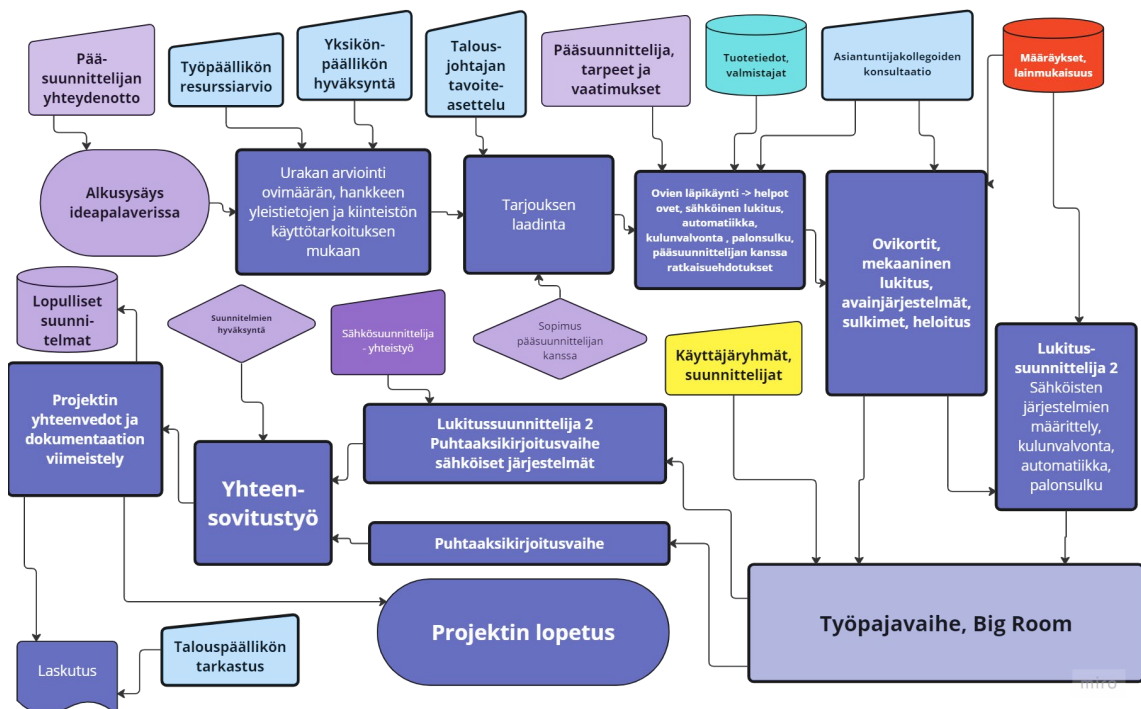 Pää-
suunnittelijan
yhteydenotto
Työpäällikön
resurssiarvio
Yksikön-
päällikön
hyväksyntä
Talous-
johtajan
tavoite-
asettelu
Pääsuunnittelija,
tarpeet ja
vaatimukset
Tuotetiedot,
valmistajat
Asiantuntijakollegoiden
konsultaatio
Määräykset,
lainmukaisuus
Alkusysäys
ideapalaverissa
Urakan arviointi
ovimäärän, hankkeen
yleistietojen ja kiinteistön
käyttötarkoituksen
mukaan
Tarjouksen
laadinta
Ovien läpikäynti -> helpot
ovet, sähköinen lukitus,
automatiikka,
kulunvalvonta , palonsulku,
pääsuunnittelijan kanssa
ratkaisuehdotukset
Ovikortit,
mekaaninen
lukitus,
avainjärjestelmät,
sulkimet, heloitus
Lopulliset
suunni-
telmat
Suunnitelmien
hyväksyntä
Sähkösuunnittelija
- yhteistyö
Sopimus
pääsuunnittelijan
kanssa
Käyttäjäryhmät,
suunnittelijat
Lukitus-
suunnittelija 2
Sähköisten
järjestelmien
määrittely,
kulunvalvonta,
automatiikka,
palonsulku
Projektin
yhteenvedot ja
dokumentaation
viimeistely
Yhteen-
sovitustyö
Lukitussuunnittelija 2
Puhtaaksikirjoitusvaihe
sähköiset järjestelmät
Puhtaaksikirjoitusvaihe
Työpajavaihe, Big Room
Projektin lopetus
Laskutus
Talouspäällikön
tarkastus
miro